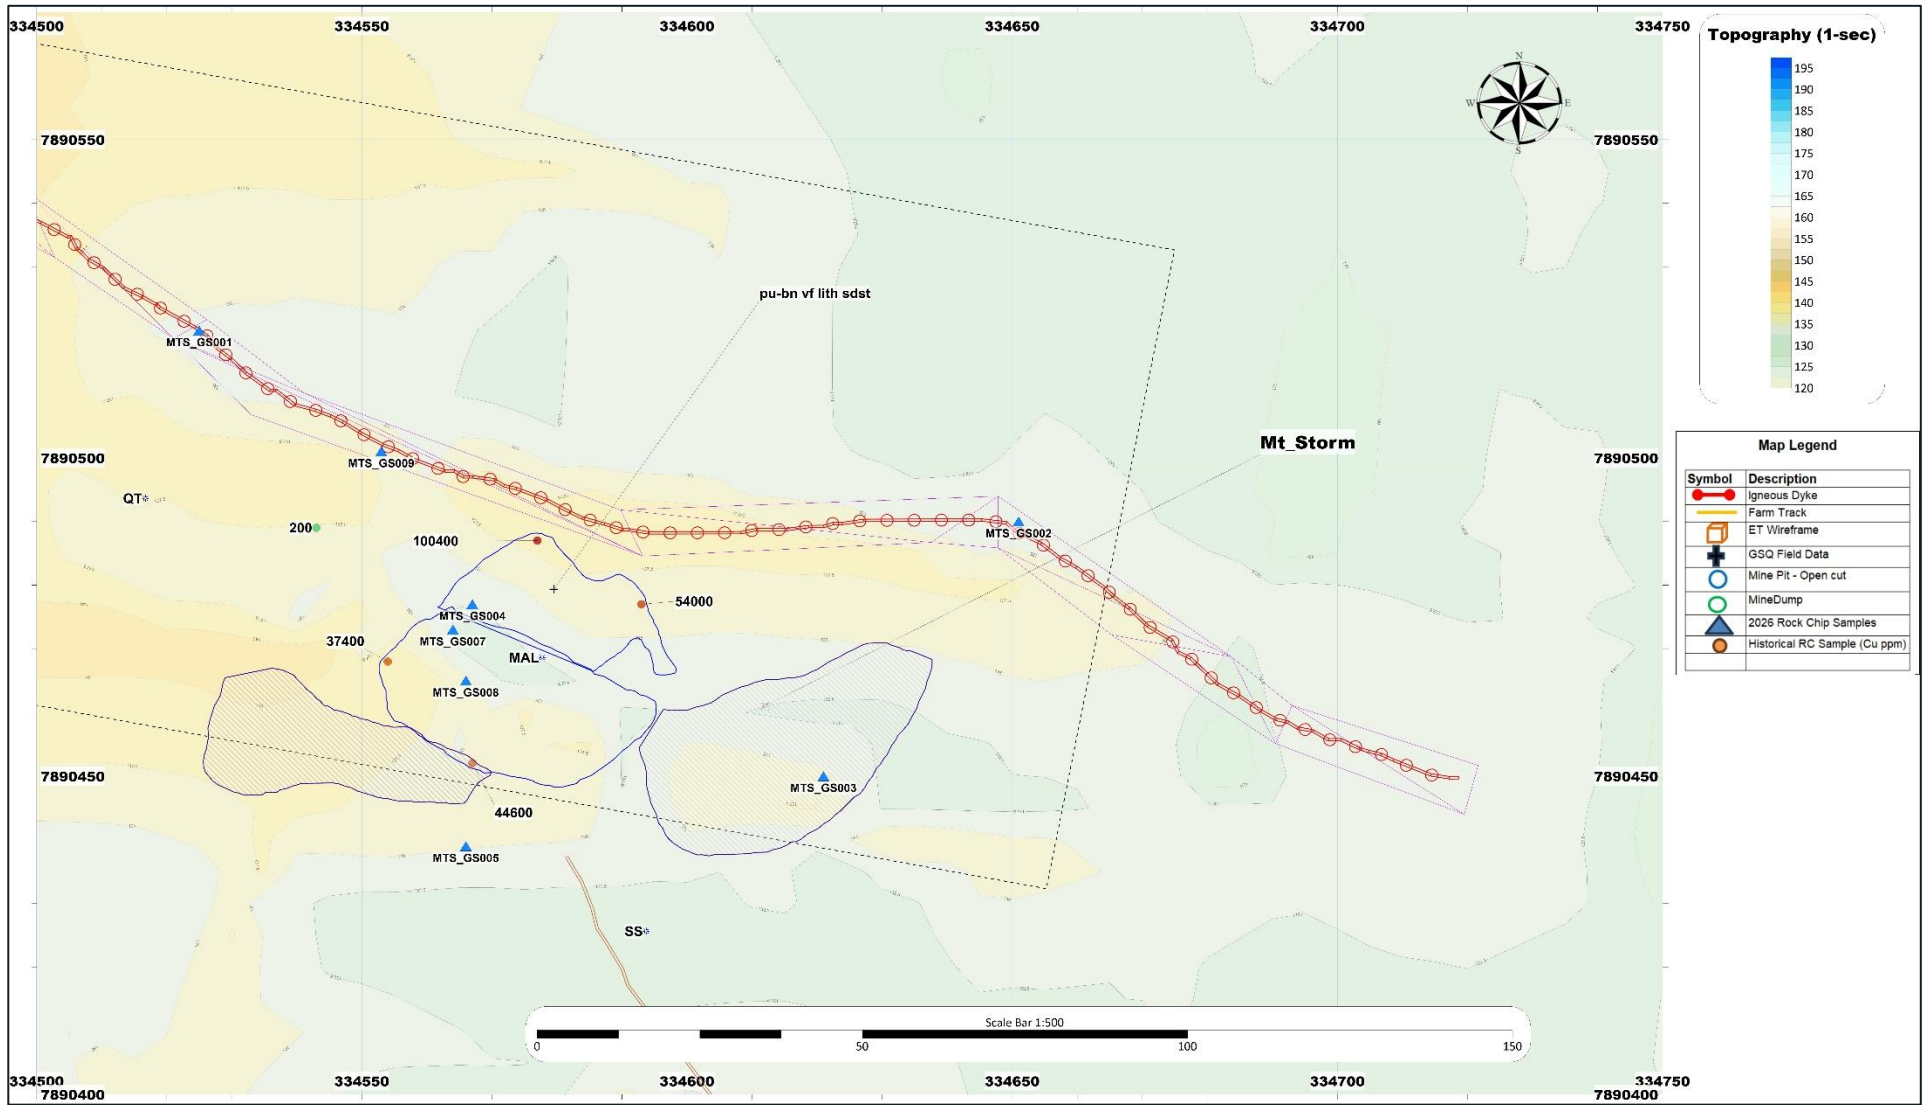 334500
334550
334600
334650
334700
334750
Topography (1-sec)
195
190
185
180
175
170
165
160
155
150
145
140
135
130
125
120
N
W
E
S
7890550
7890550
pu-bn vf lith sdst
MTS_GS001
Mt_Storm
MTS_GS009
7890500
7890500
QT
200
100400
MTS_GS002
54000
MTS_GS004
MTS_GS007
37400
MAL
MTS_GS008
7890450
7890450
MTS_GS003
44600
MTS_GS005
SS
Map Legend
Symbol Description
Igneous Dyke
Farm Track
ET Wireframe
GSQ Field Data
Mine Pit - Open cut
MineDump
2026 Rock Chip Samples
Historical RC Sample (Cu ppm)
Scale Bar 1:500
0
50
100
150
334500
334550
334600
334650
334700
334750
7890400
7890400